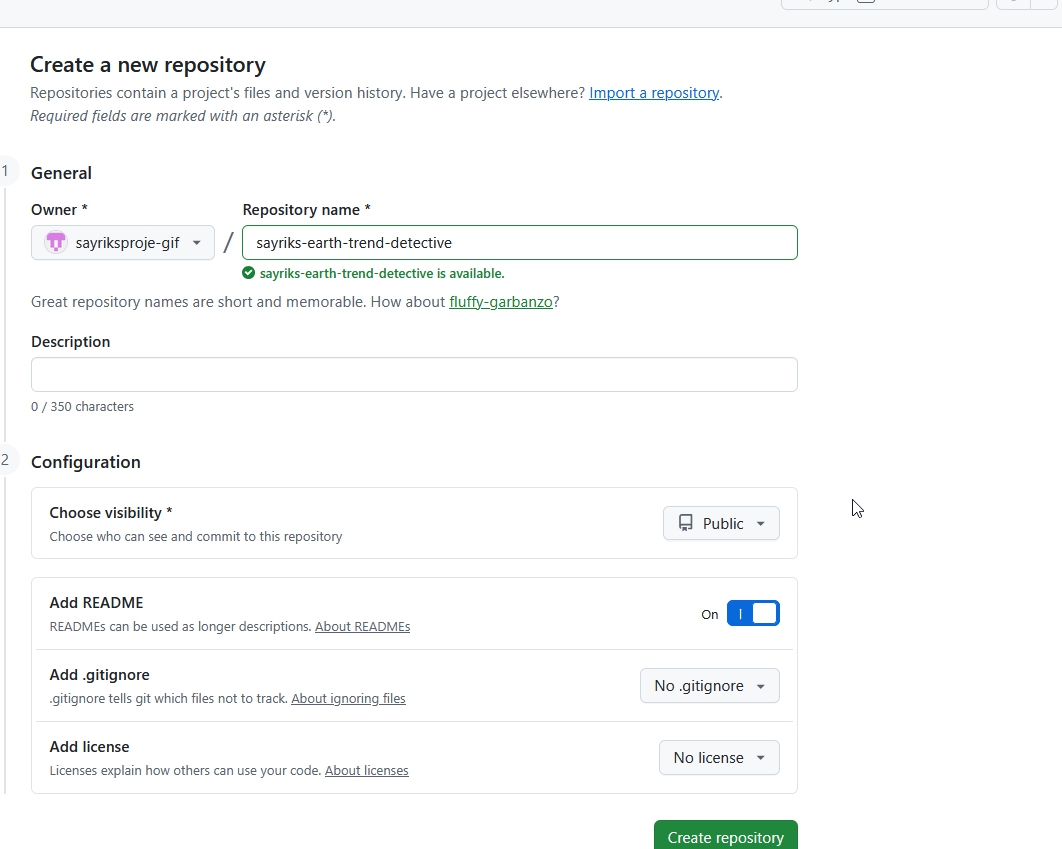 Create a new repository
Repositories contain a project's files and version history. Have a project elsewhere? Import a repository.
Required fields are marked with an asterisk (*).
1
General
Owner *
Repository name *
sayriksproje-gif
/
sayriks-earth-trend-detective
sayriks-earth-trend-detective is available.
Great repository names are short and memorable. How about fluffy-garbanzo?
Description
0 / 350 characters
2
Configuration
Choose visibility *
Choose who can see and commit to this repository
Public
Add README
READMEs can be used as longer descriptions. About READMEs
On
Add .gitignore
.gitignore tells git which files not to track. About ignoring files
No .gitignore
Add license
Licenses explain how others can use your code. About licenses
No license
Create repository